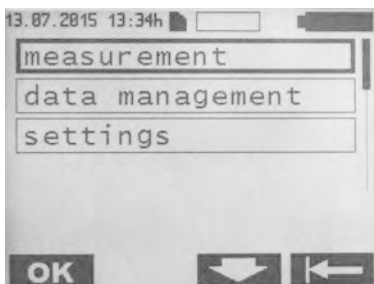 13.07.2015 13:34h
measurement
data management
settings
OK